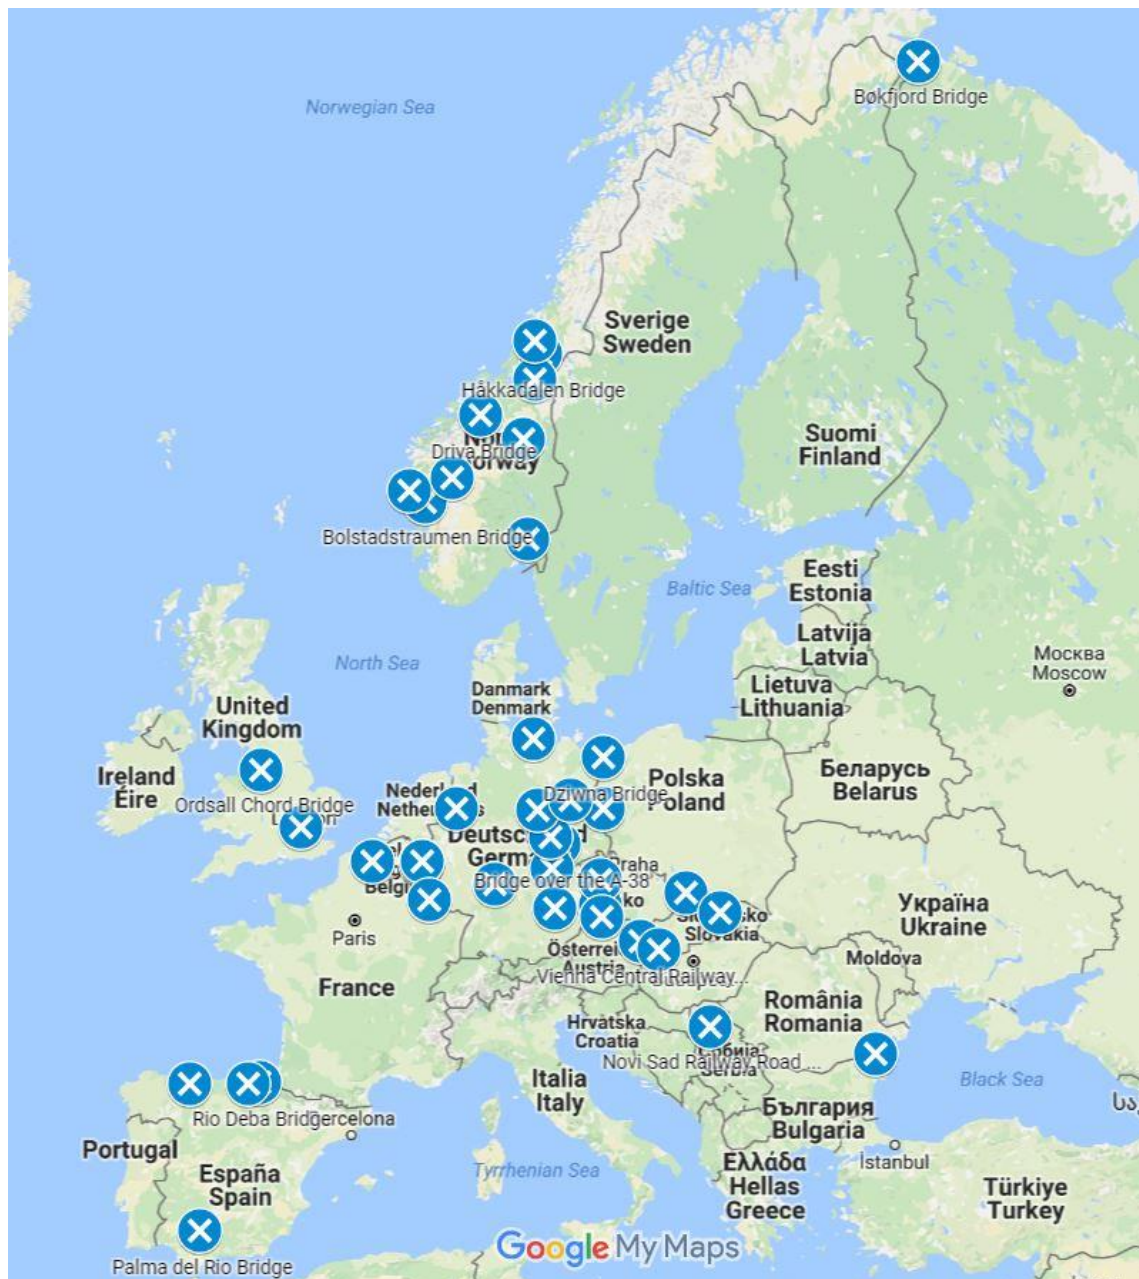 Norwegian Sea
Bøkfjord Bridge
Sverige
Sweden
Håkkadalen Bridge
Suomi
Finland
Driva Bridge
Norway
Bolstadstraumen Bridge
Eesti
Estonia
Baltic Sea
Latvija
Latvia
Москва
Moscow
North Sea
Lietuva
Lithuania
Danmark
Denmark
United
Kingdom
Ireland
Éire
Беларусь
Belarus
Polska
Poland
Dziwna Bridge
Ordsall Chord Bridge
Bridge over the A-38
Praha
Україна
Ukraine
Paris
Slovakia
Moldova
Vienna Central Railway...
France
România
Romania
Hrvatska
Croatia
Novi Sad Railway Road ...
Black Sea
Italia
Italy
Rio Deba Bridge
България
Bulgaria
Portugal
España
Spain
İstanbul
Tyrrhenian Sea
Ελλάδα
Hellas
Greece
Türkiye
Turkey
Palma del Rio Bridge
Google My Maps